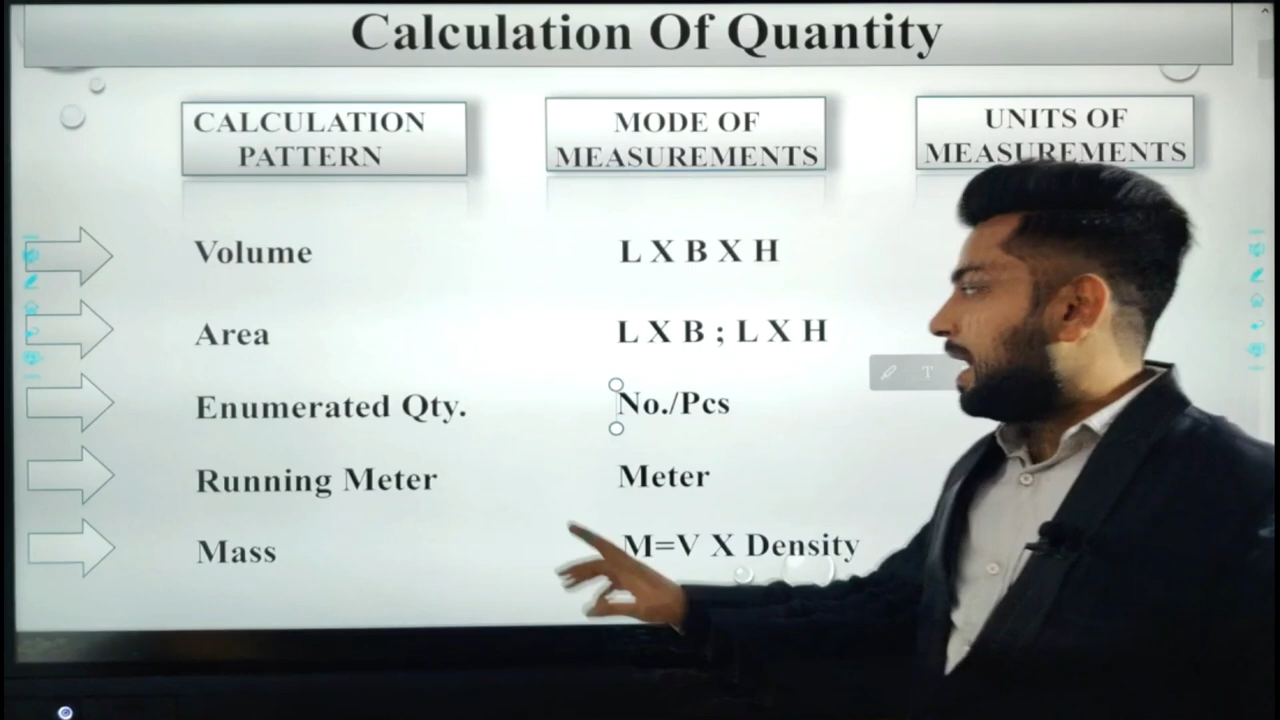 Calculation Of Quantity
CALCULATION
PATTERN
MODE OF
MEASUREMENTS
UNITS OF
MEASUREMENTS
Volume
L X B X H
Area
L X B ; L X H
T
Enumerated Qty.
No./Pcs
Running Meter
Meter
Mass
M=V X Density